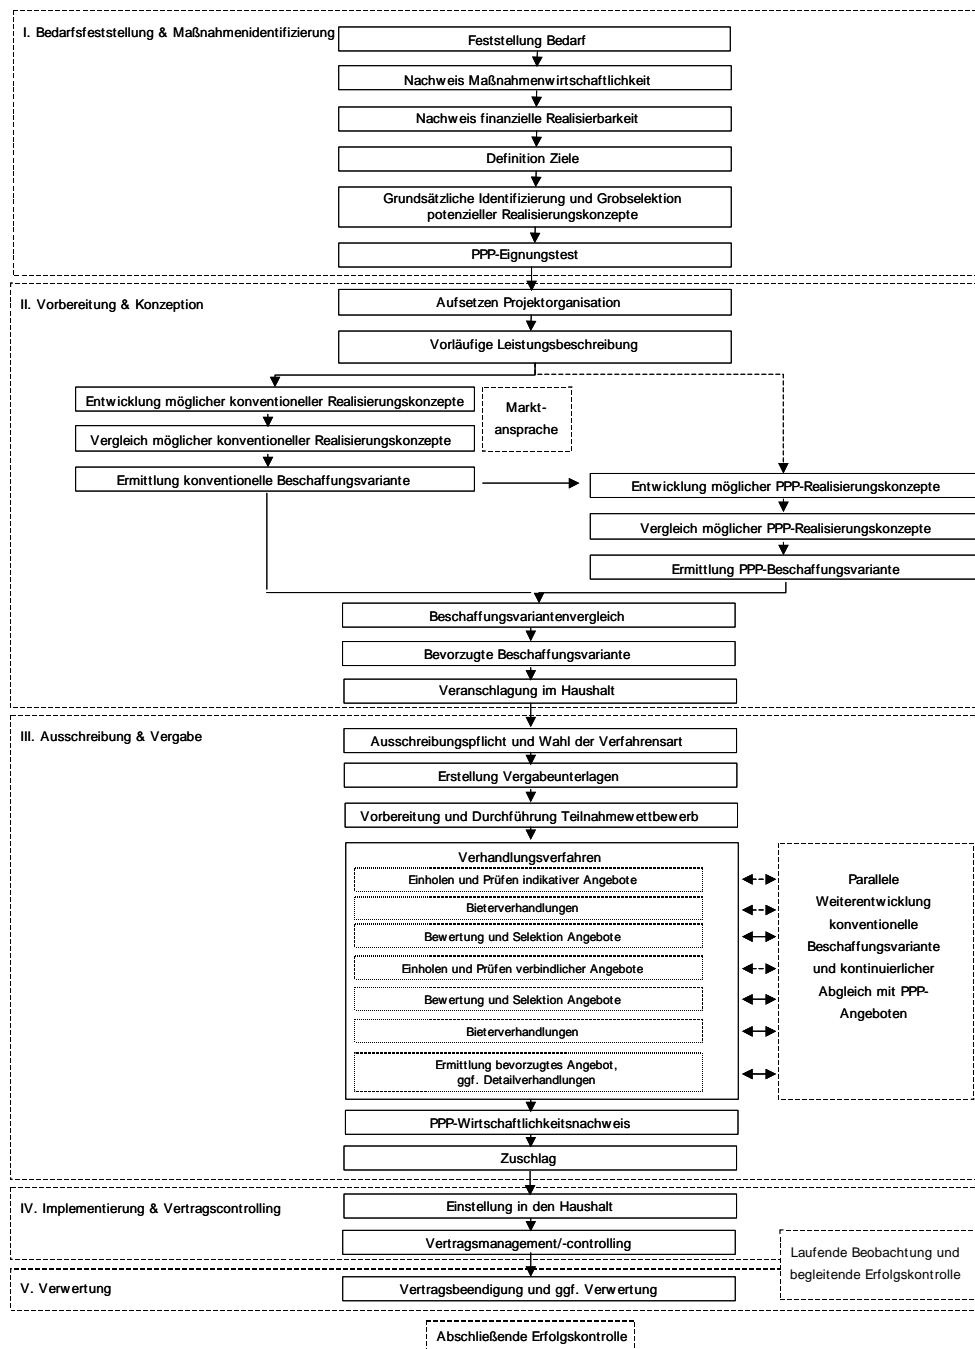 I. Bedarfsfeststellung & Maßnahmenidentifizierung
Feststellung Bedarf
Nachweis Maßnahmenwirtschaftlichkeit
Nachweis finanzielle Realisierbarkeit
Definition Ziele
Grundsätzliche Identifizierung und Grobselektion
potenzieller Realisierungskonzepte
PPP-Eignungstest
II. Vorbereitung & Konzeption
Aufsetzen Projektorganisation
Vorläufige Leistungsbeschreibung
Entwicklung möglicher konventioneller Realisierungskonzepte
Vergleich möglicher konventioneller Realisierungskonzepte
Ermittlung konventionelle Beschaffungsvariante
Markt-
ansprache
Entwicklung möglicher PPP-Realisierungskonzepte
Vergleich möglicher PPP-Realisierungskonzepte
Ermittlung PPP-Beschaffungsvariante
Beschaffungsvariantenvergleich
Bevorzugte Beschaffungsvariante
Veranschlagung im Haushalt
III. Ausschreibung & Vergabe
Ausschreibungspflicht und Wahl der Verfahrensart
Erstellung Vergabeunterlagen
Vorbereitung und Durchführung Teilnahmewettbewerb
Verhandlungsverfahren
Einholen und Prüfen indikativer Angebote
Bieterverhandlungen
Bewertung und Selektion Angebote
Einholen und Prüfen verbindlicher Angebote
Bewertung und Selektion Angebote
Bieterverhandlungen
Ermittlung bevorzugtes Angebot,
ggf. Detailverhandlungen
Parallele
Weiterentwicklung
konventionelle
Beschaffungsvariante
und kontinuierlicher
Abgleich mit PPP-
Angeboten
PPP-Wirtschaftlichkeitsnachweis
Zuschlag
IV. Implementierung & Vertragscontrolling
Einstellung in den Haushalt
Vertragsmanagement/-controlling
Laufende Beobachtung und
begleitende Erfolgskontrolle
V. Verwertung
Vertragsbeendigung und ggf. Verwertung
Abschließende Erfolgskontrolle